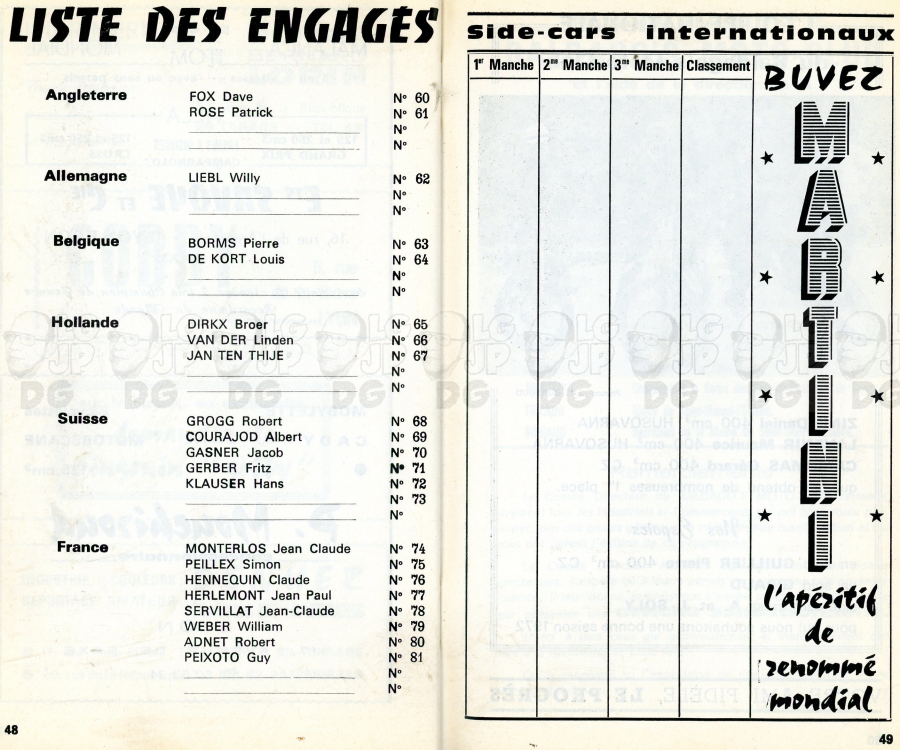 LISTE DES ENGAGÉS
Angleterre
FOX Dave N° 60
ROSE Patrick N° 61
N°
N°
Allemagne
LIEBL Willy N° 62
N°
N°
Belgique
BORMS Pierre N° 63
DE KORT Louis N° 64
N°
N°
Hollande
DIRKX Broer N° 65
VAN DER Linden N° 66
JAN TEN THIJE N° 67
N°
N°
Suisse
GROGG Robert N° 68
COURAJOD Albert N° 69
GASNER Jacob N° 70
GERBER Fritz N° 71
KLAUSER Hans N° 72
N° 73
N°
France
MONTERLOS Jean Claude N° 74
PEILLEX Simon N° 75
HENNEQUIN Claude N° 76
HERLEMONT Jean Paul N° 77
SERVILLAT Jean-Claude N° 78
WEBER William N° 79
ADNET Robert N° 80
PEIXOTO Guy N° 81
N°
N°
48
Side-cars internationaux
1re Manche 2me Manche 3me Manche Classement
BUVEZ
MARTINI
l'apéritif
de
renommé
mondial
49
LG JP DG